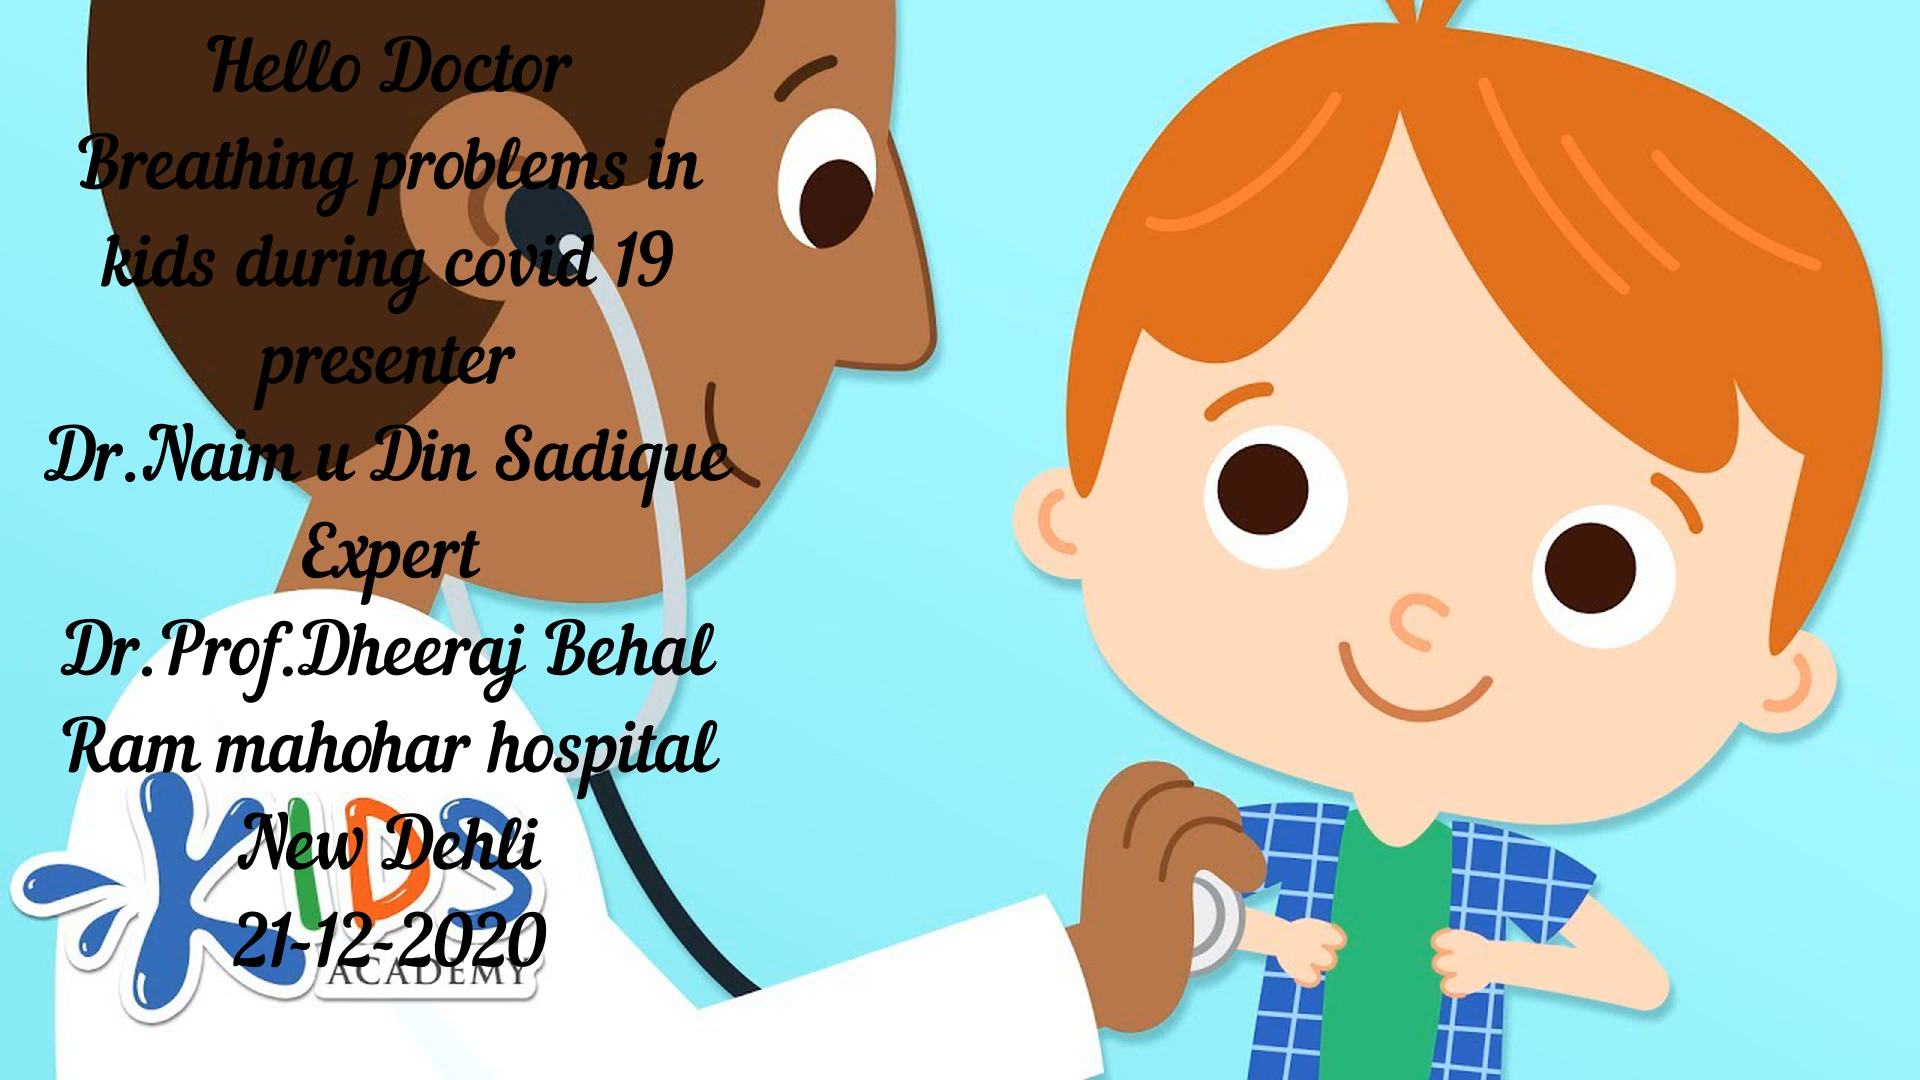 Hello Doctor
Breathing problems in
kids during covid 19
presenter
Dr.Naim u Din Sadique
Expert
Dr.Prof.Dheeraj Behal
Ram mahohar hospital
New Dehli
21-12-2020
KIDS
ACADEMY